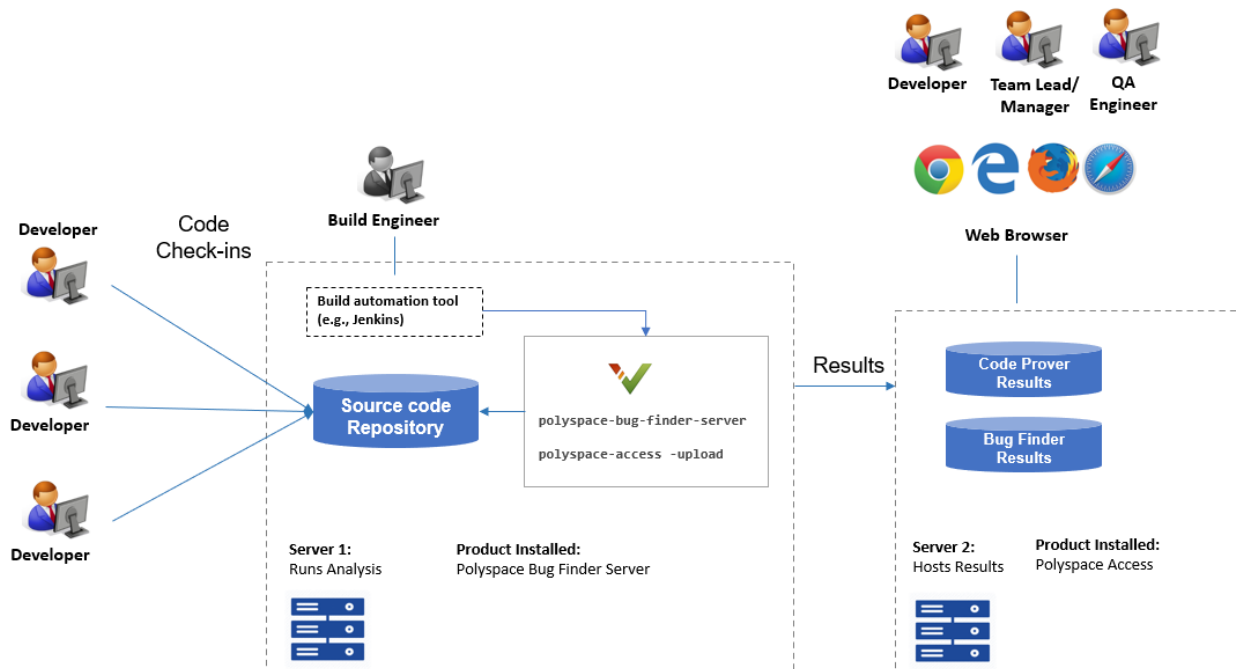 Developer
Team Lead/
Manager
QA
Engineer
Build Engineer
Code
Check-ins
Developer
Web Browser
Build automation tool
(e.g., Jenkins)
Developer
Source code
Repository
polyspace-bug-finder-server
polyspace-access -upload
Results
Code Prover
Results
Bug Finder
Results
Developer
Server 1:
Runs Analysis
Product Installed:
Polyspace Bug Finder Server
Server 2:
Hosts Results
Product Installed:
Polyspace Access